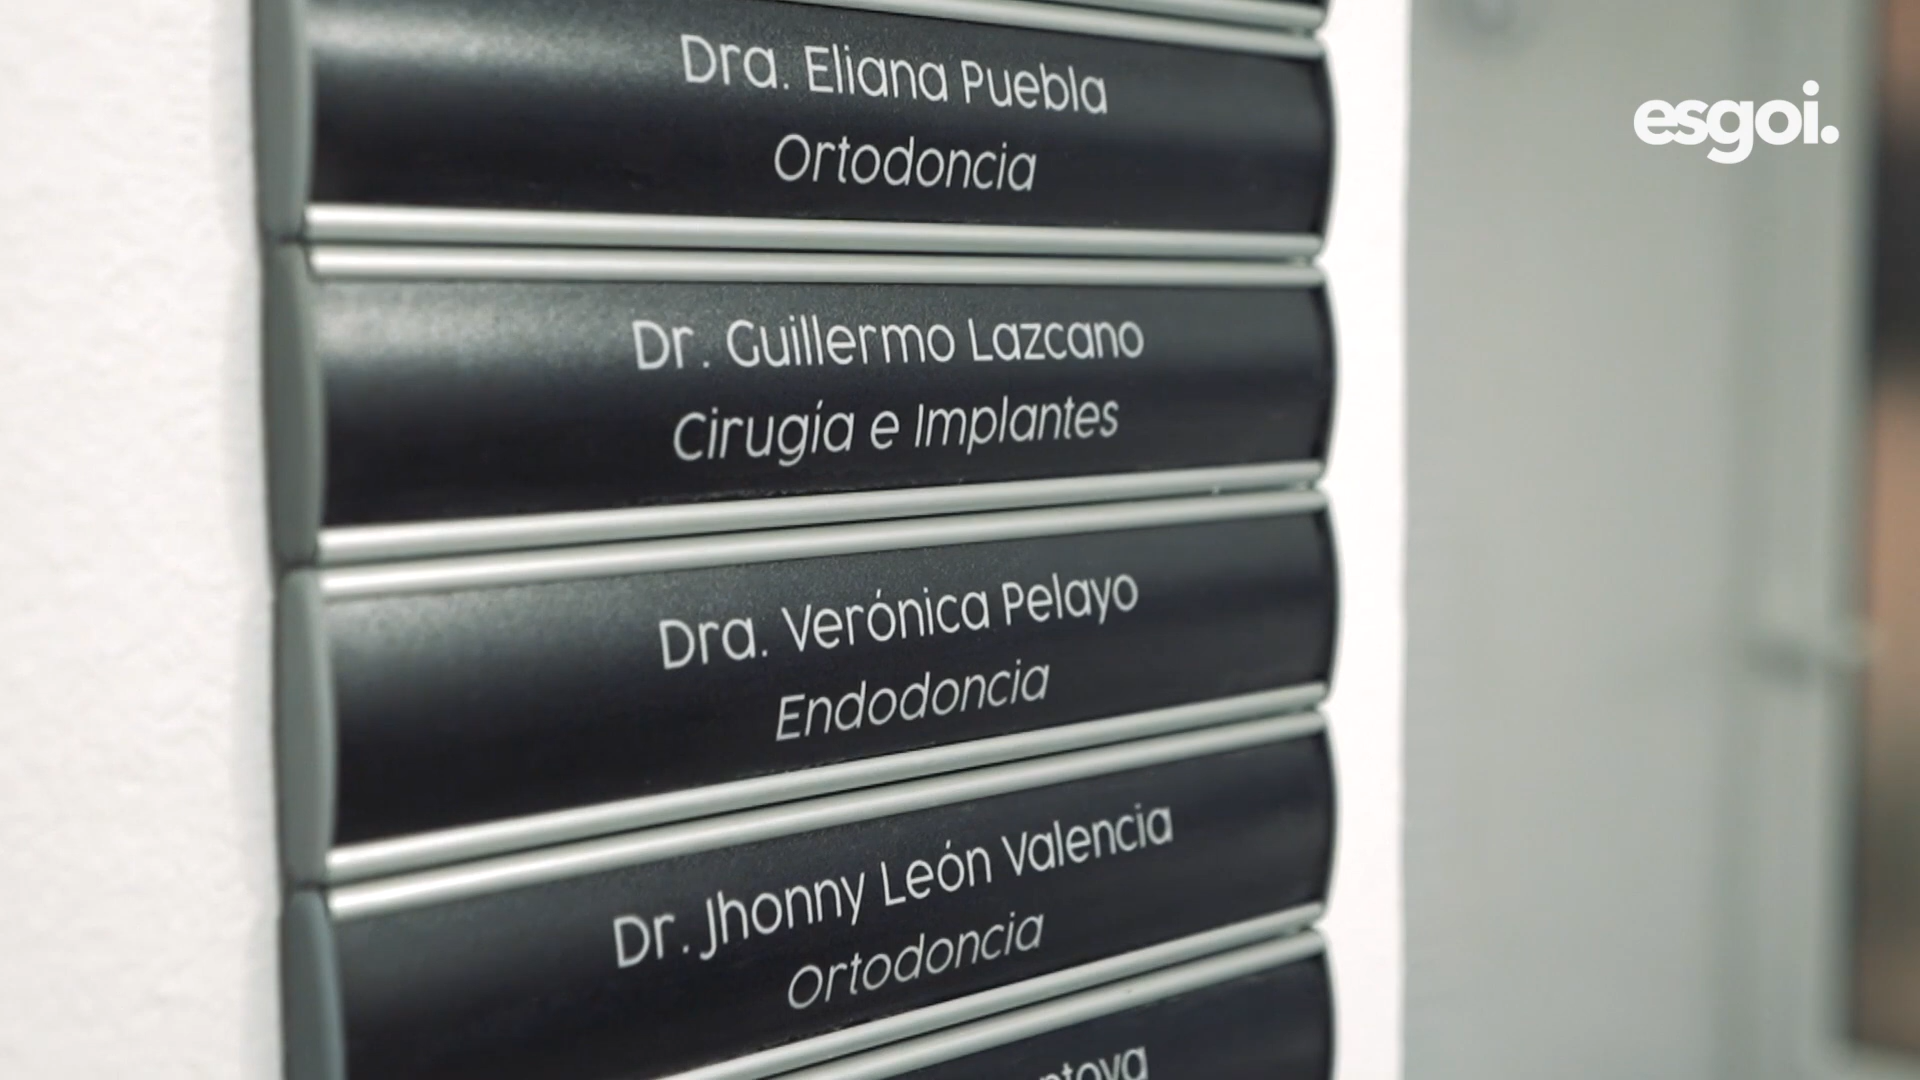 esgoi.
Dra. Eliana Puebla
Ortodoncia
Dr. Guillermo Lazcano
Cirugía e Implantes
Dra. Verónica Pelayo
Endodoncia
Dr. Jhonny León Valencia
Ortodoncia